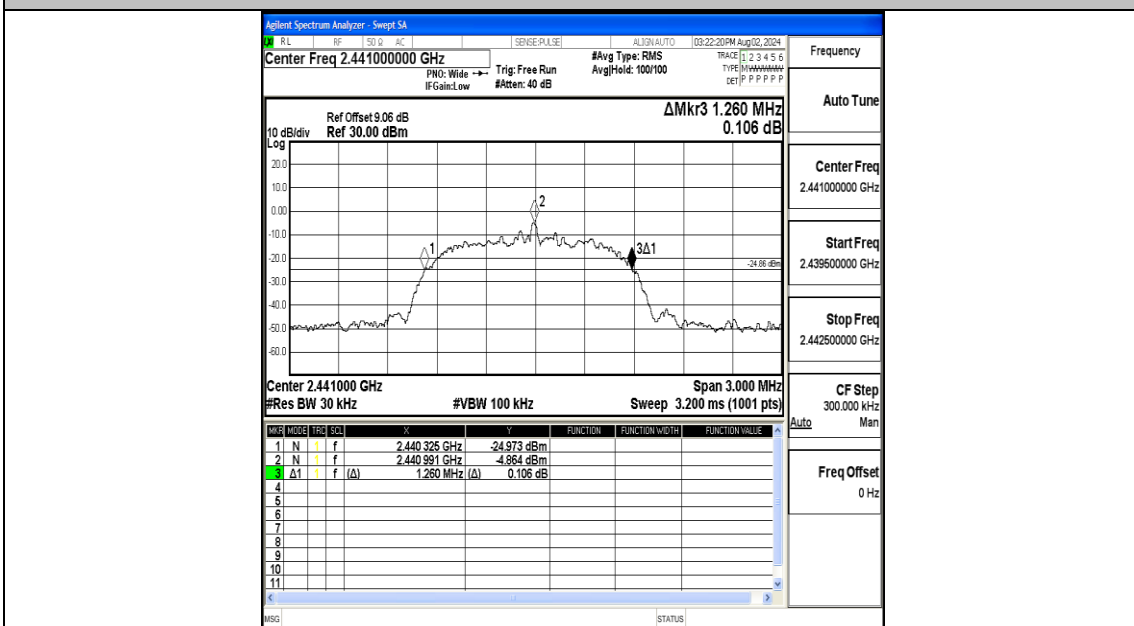 Agilent Spectrum Analyzer - Swept SA
RL RF 50 Ω AC SENSE:PULSE ALIGN AUTO 03:22:20 PM Aug 02, 2024
Center Freq 2.441000000 GHz
PNO: Wide
IFGain:Low
Trig: Free Run
#Atten: 40 dB
#Avg Type: RMS
Avg|Hold: 100/100
TRACE 1 2 3 4 5 6
TYPE MWWWWW
DET P P P P P P
Ref Offset 9.06 dB
10 dB/div Ref 30.00 dBm
Log
ΔMkr3 1.260 MHz
0.106 dB
20.0
10.0
0.00
-10.0
-20.0
-30.0
-40.0
-50.0
-60.0
1
2
3Δ1
-24.86 dBm
Center 2.441000 GHz Span 3.000 MHz
#Res BW 30 kHz #VBW 100 kHz Sweep 3.200 ms (1001 pts)
MKR MODE TRC SCL X Y FUNCTION FUNCTION WIDTH FUNCTION VALUE
1 N 1 f 2.440 325 GHz -24.973 dBm
2 N 1 f 2.440 991 GHz -4.864 dBm
3 Δ1 1 f (Δ) 1.260 MHz (Δ) 0.106 dB
4
5
6
7
8
9
10
11
MSG STATUS
Frequency
Auto Tune
Center Freq
2.441000000 GHz
Start Freq
2.439500000 GHz
Stop Freq
2.442500000 GHz
CF Step
300.000 kHz
Auto Man
Freq Offset
0 Hz